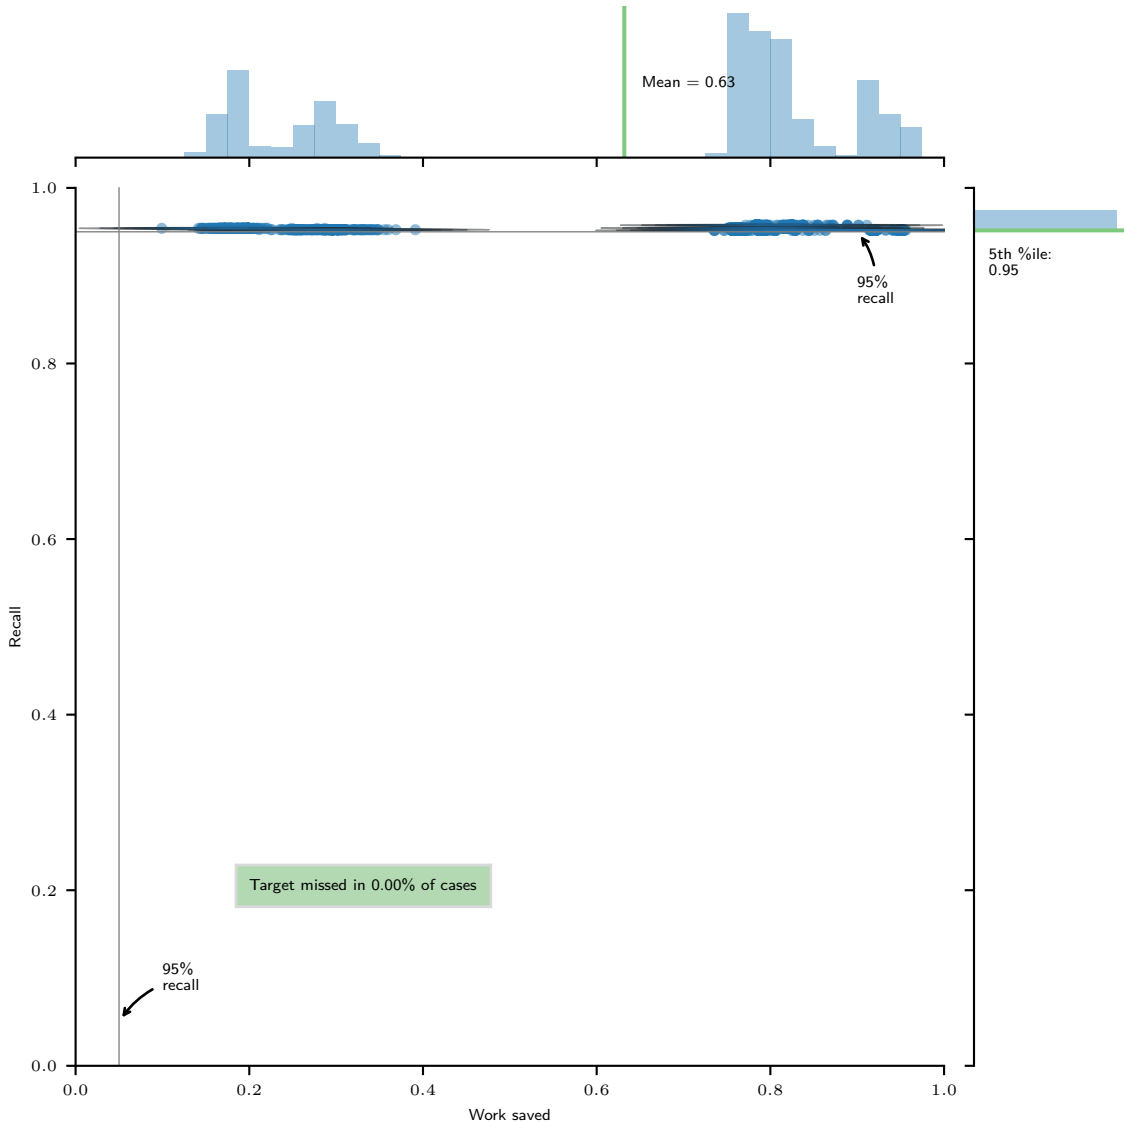 Mean = 0.63
1.0
0.8
0.6
0.4
0.2
0.0
Recall
95%
recall
5th %ile:
0.95
Target missed in 0.00% of cases
95%
recall
0.0
0.2
0.4
0.6
0.8
1.0
Work saved